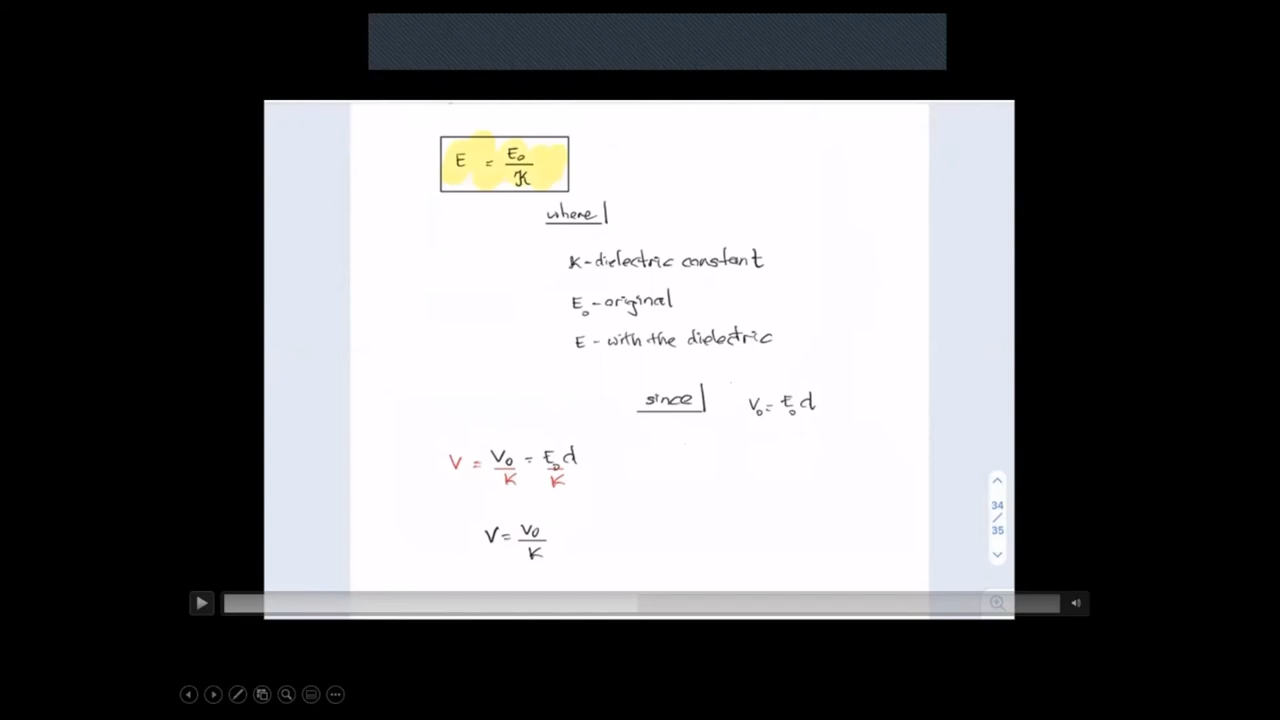 E = E₀/K
where
K-dielectric constant
E₀-original
E - with the dielectric
since V₀ = E₀d
V = V₀/K = E₀d/K
V = V₀/K
34
/
35